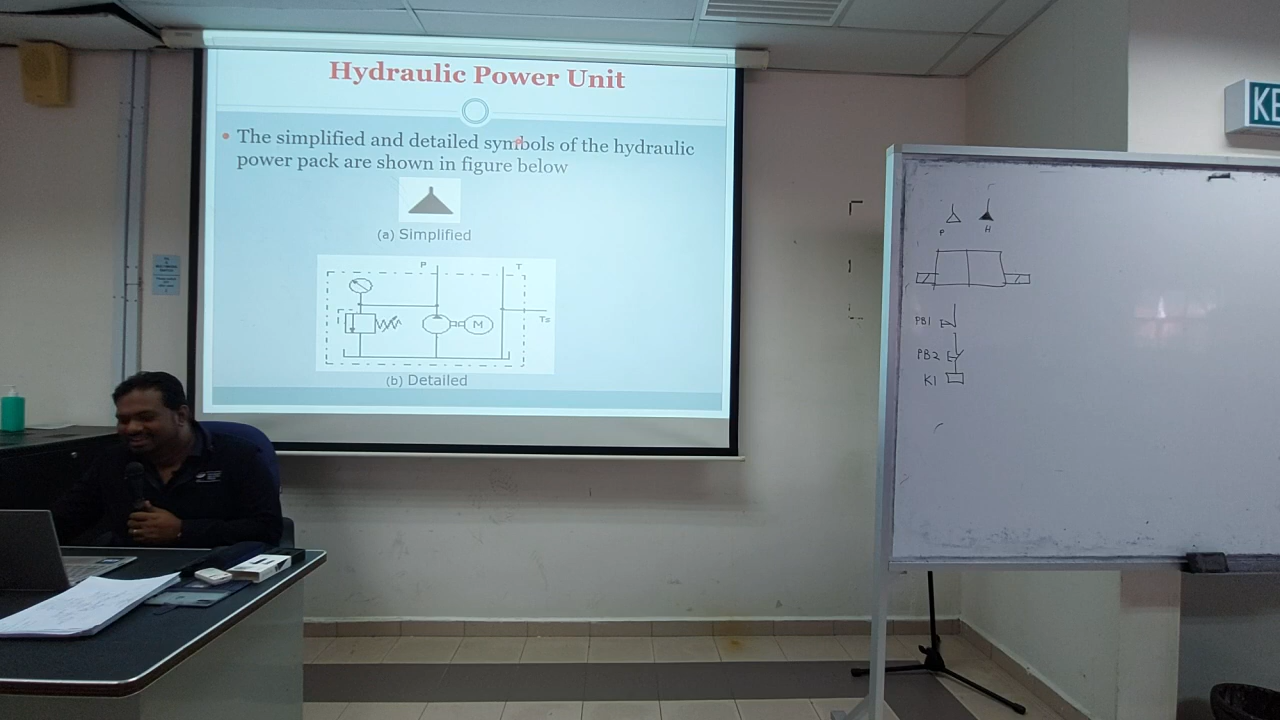 Hydraulic Power Unit
• The simplified and detailed symbols of the hydraulic
power pack are shown in figure below
(a) Simplified
P
T
M
Ts
(b) Detailed
KE
P
H
PB1
PB2
K1